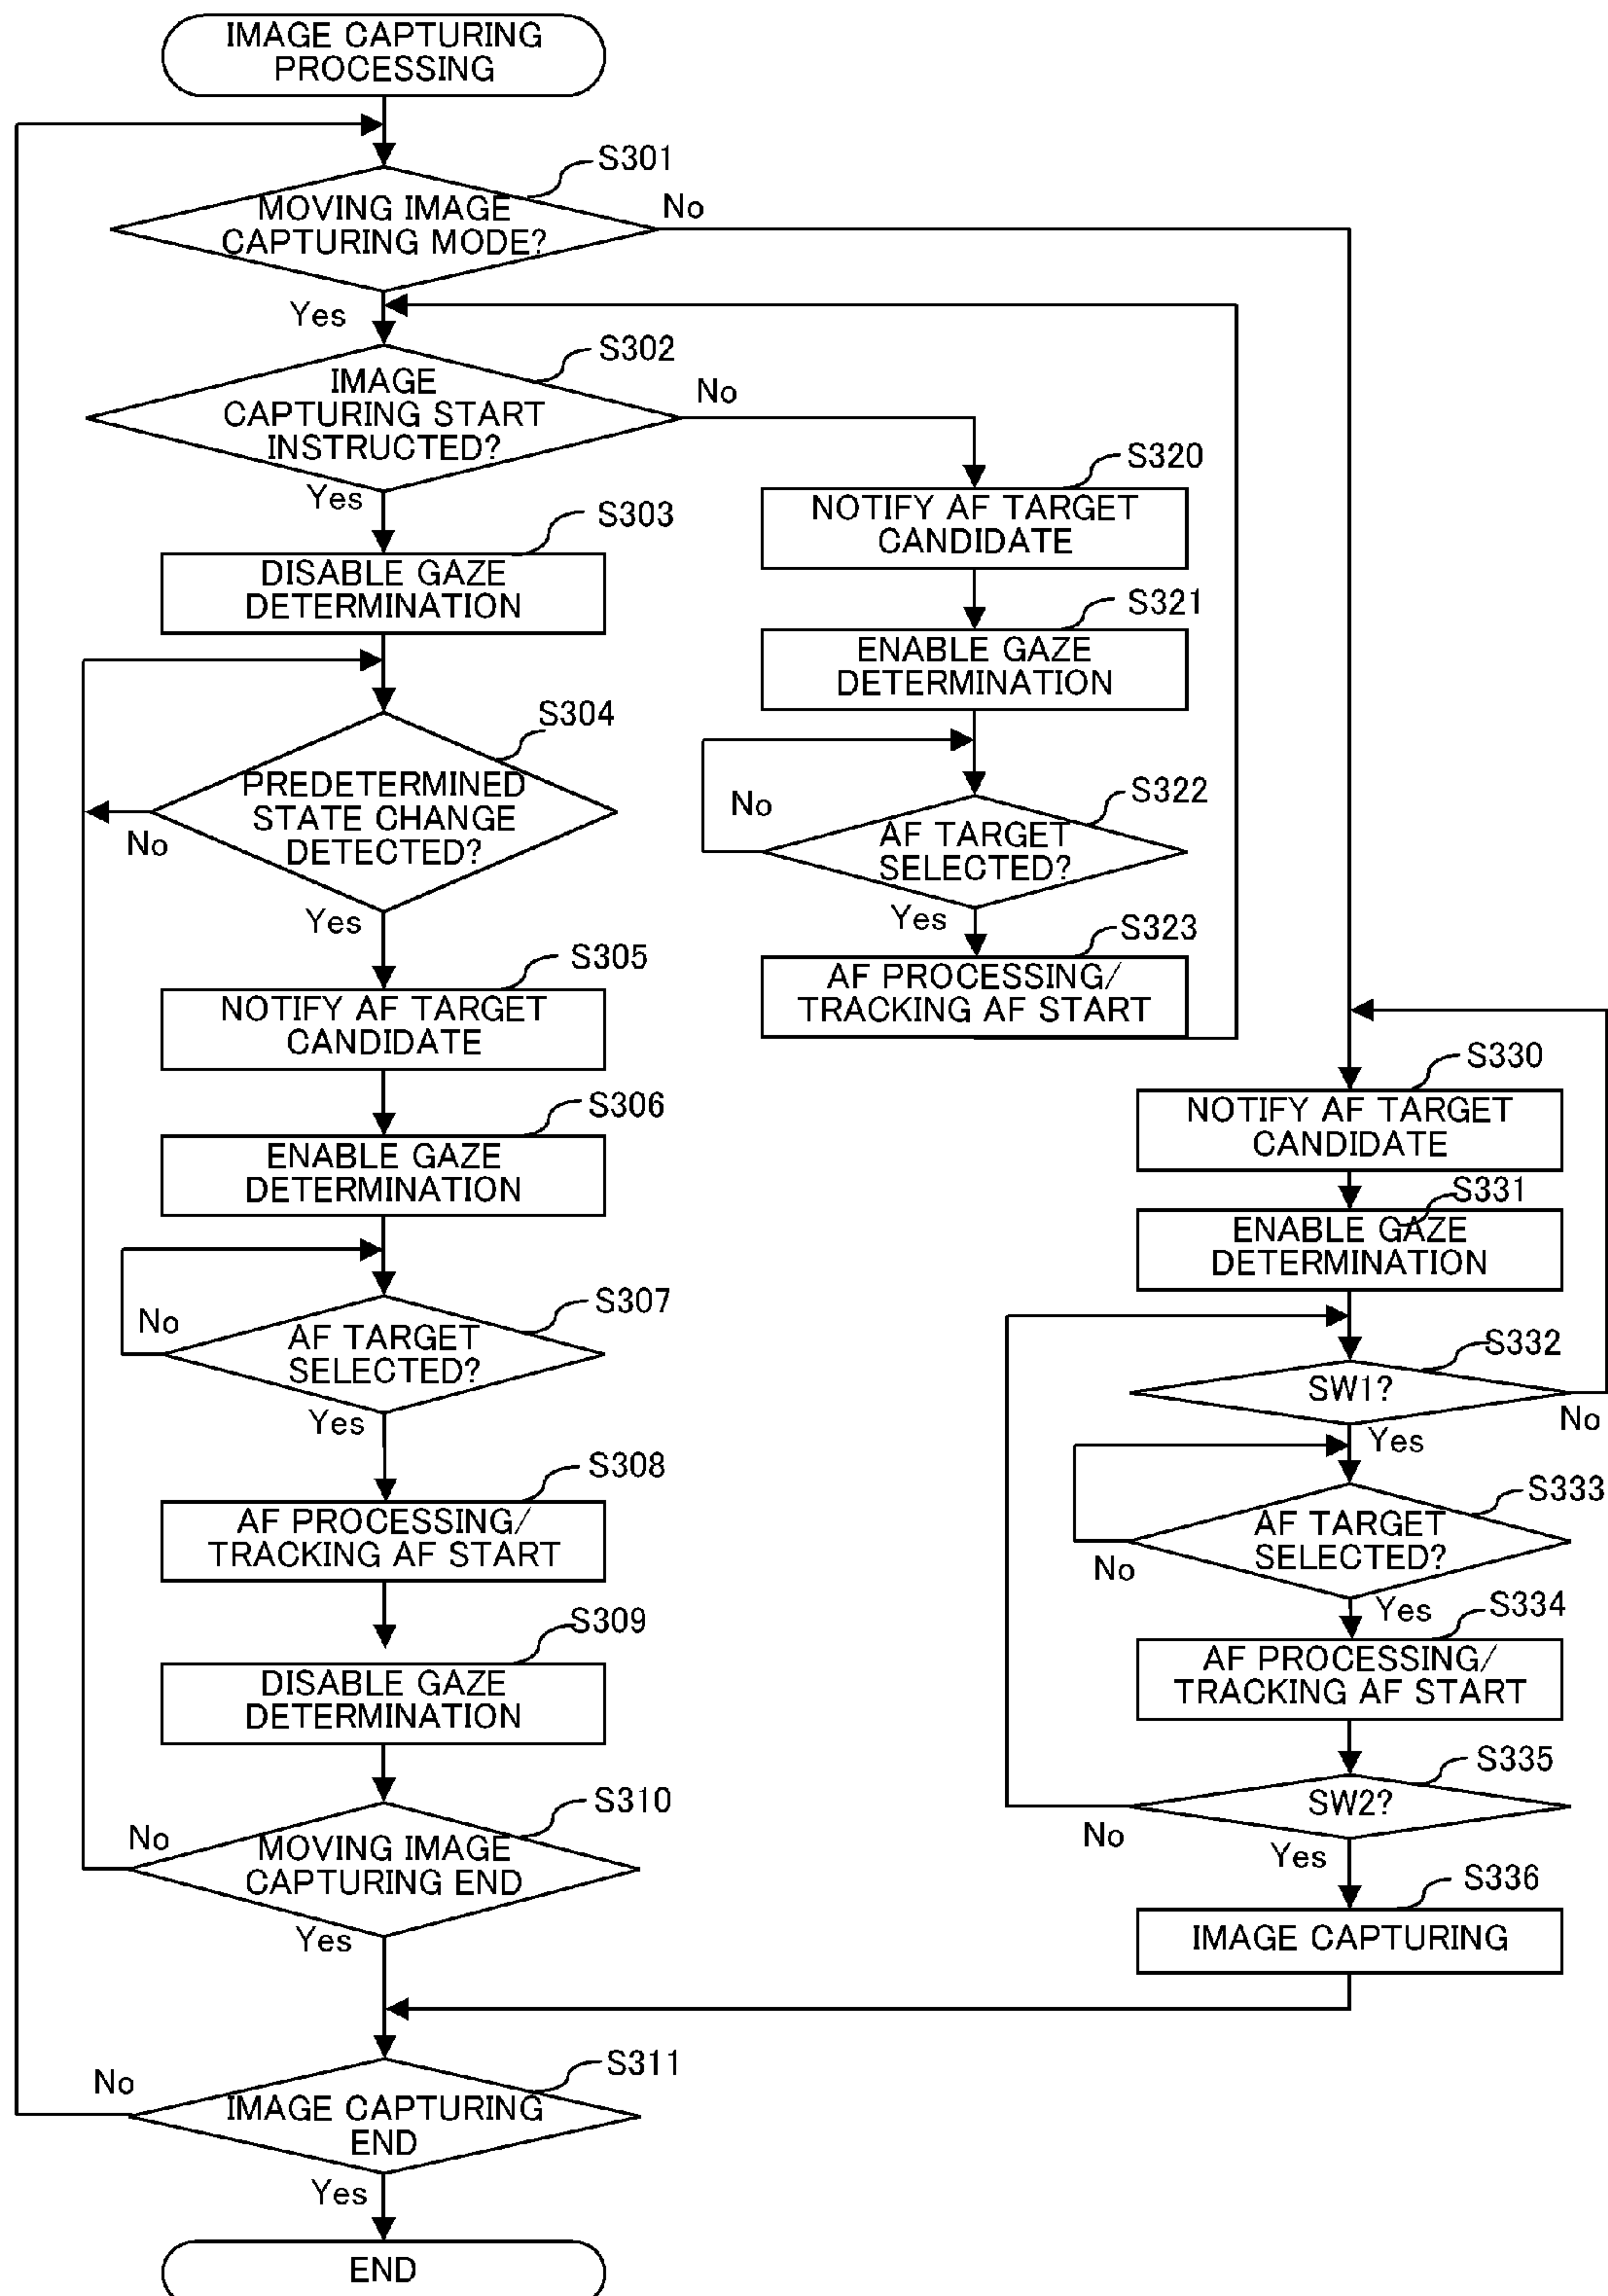 IMAGE CAPTURING
PROCESSING
S301
MOVING IMAGE
CAPTURING MODE?
No
Yes
S302
IMAGE
CAPTURING START
INSTRUCTED?
No
Yes
S303
DISABLE GAZE
DETERMINATION
S304
PREDETERMINED
STATE CHANGE
DETECTED?
No
Yes
S305
NOTIFY AF TARGET
CANDIDATE
S306
ENABLE GAZE
DETERMINATION
S307
No
AF TARGET
SELECTED?
Yes
S308
AF PROCESSING/
TRACKING AF START
S309
DISABLE GAZE
DETERMINATION
S310
No
MOVING IMAGE
CAPTURING END
Yes
S311
No
IMAGE CAPTURING
END
Yes
END
S320
NOTIFY AF TARGET
CANDIDATE
S321
ENABLE GAZE
DETERMINATION
S322
No
AF TARGET
SELECTED?
Yes
S323
AF PROCESSING/
TRACKING AF START
S330
NOTIFY AF TARGET
CANDIDATE
S331
ENABLE GAZE
DETERMINATION
S332
SW1?
No
Yes
S333
AF TARGET
SELECTED?
No
Yes
S334
AF PROCESSING/
TRACKING AF START
S335
SW2?
No
Yes
S336
IMAGE CAPTURING